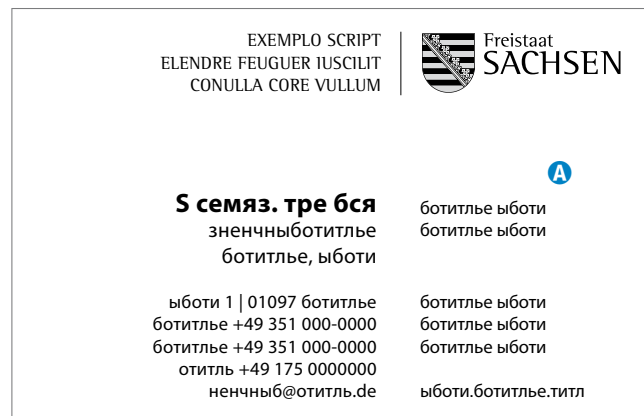 EXEMPLO SCRIPT
ELENDRE FEUGUER IUSCILIT
CONULLA CORE VULLUM
Freistaat
SACHSEN
A
S семяз. тре бся
зненчныботитлье
ботитлье, ыботи
ботитлье ыботи
ботитлье ыботи
ыботи 1 | 01097 ботитлье
ботитлье +49 351 000-0000
ботитлье +49 351 000-0000
отитль +49 175 0000000
ненчныб@отитль.de
ботитлье ыботи
ботитлье ыботи
ботитлье ыботи
ыботи.ботитлье.титл